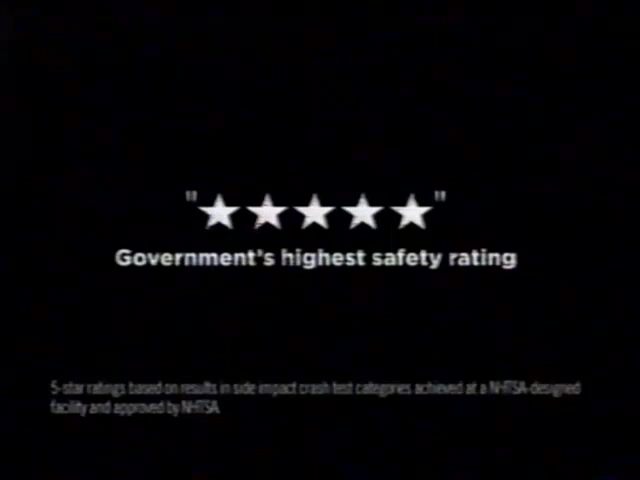 "★★★★★"
Government's highest safety rating
5-star ratings based on results in side impact crash test categories achieved at a NHTSA-designed
facility and approved by NHTSA